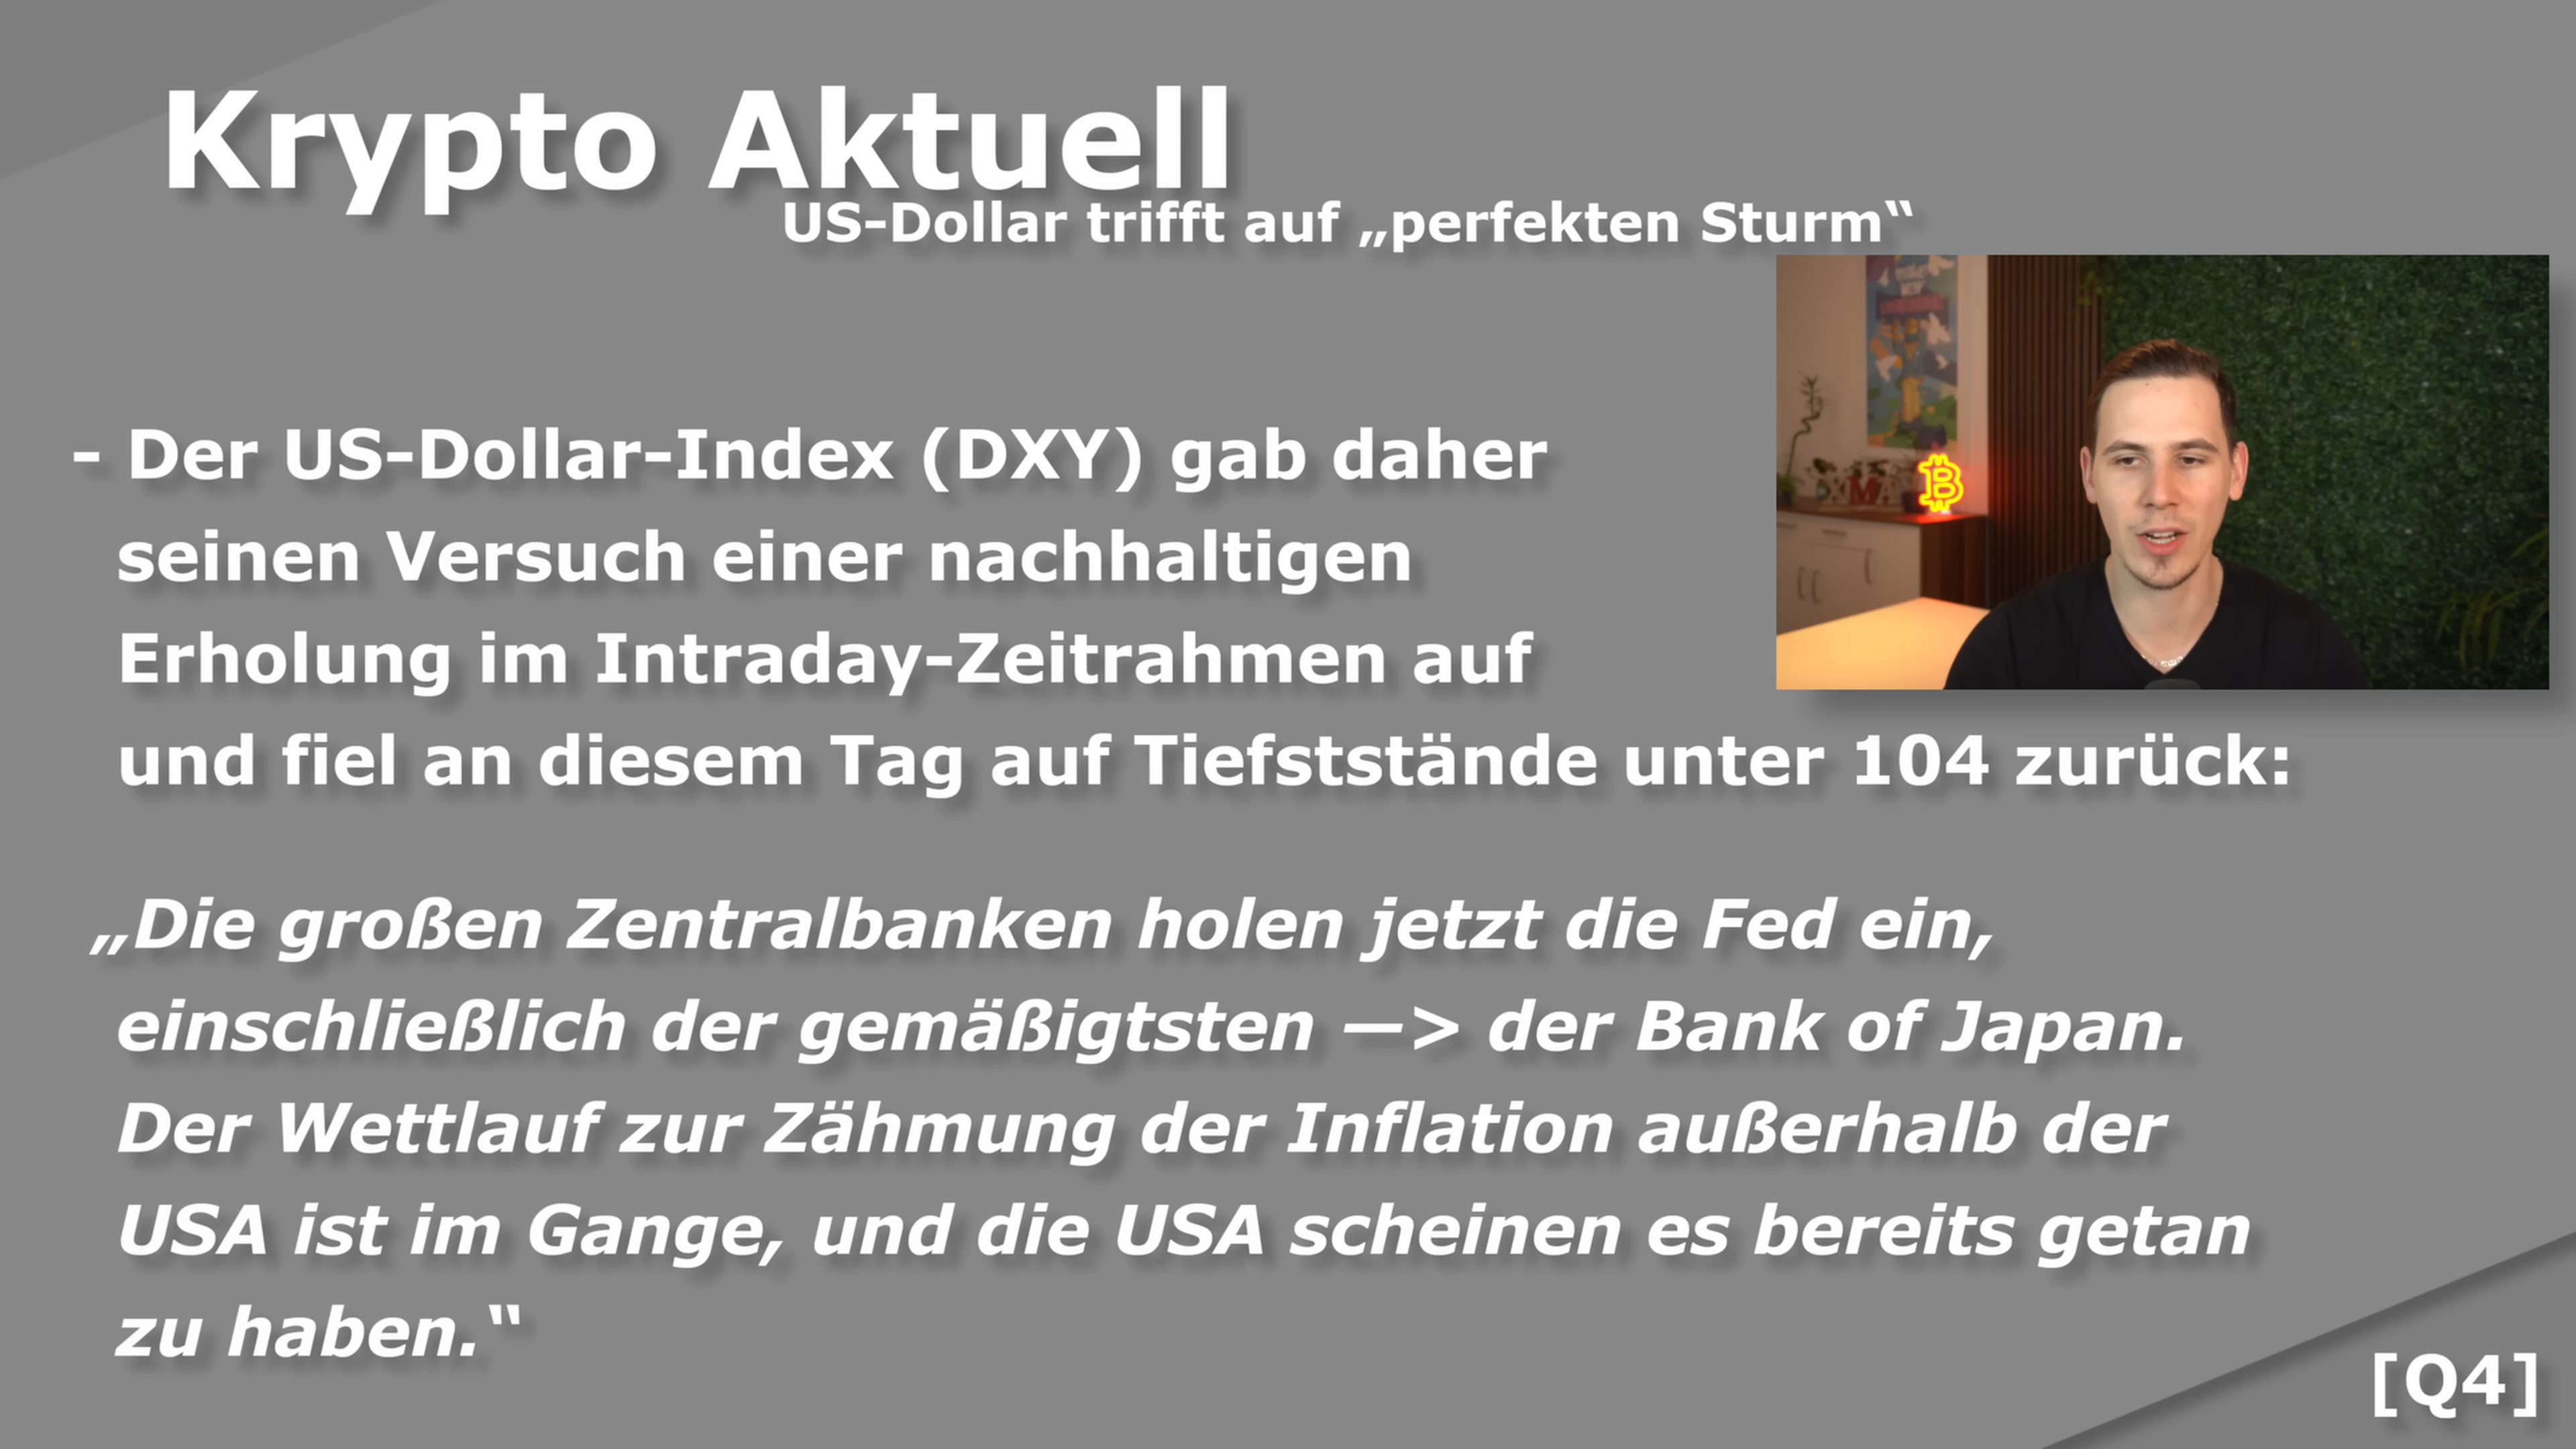 Krypto Aktuell
US-Dollar trifft auf „perfekten Sturm“
- Der US-Dollar-Index (DXY) gab daher
seinen Versuch einer nachhaltigen
Erholung im Intraday-Zeitrahmen auf
und fiel an diesem Tag auf Tiefststände unter 104 zurück:
„Die großen Zentralbanken holen jetzt die Fed ein,
einschließlich der gemäßigtsten —> der Bank of Japan.
Der Wettlauf zur Zähmung der Inflation außerhalb der
USA ist im Gange, und die USA scheinen es bereits getan
zu haben.“
[Q4]